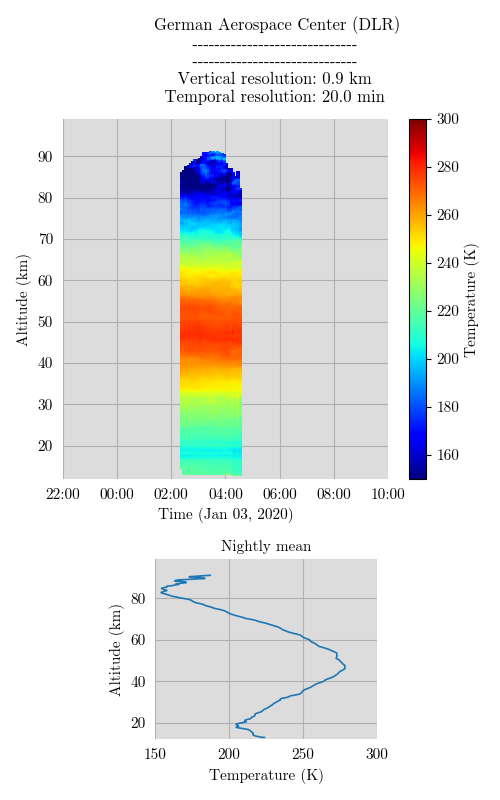 German Aerospace Center (DLR)
------------------------------
------------------------------
Vertical resolution: 0.9 km
Temporal resolution: 20.0 min
90
80
70
60
50
40
30
20
Altitude (km)
22:00 00:00 02:00 04:00 06:00 08:00 10:00
Time (Jan 03, 2020)
300
280
260
240
220
200
180
160
Temperature (K)
Nightly mean
80
60
40
20
Altitude (km)
150 200 250 300
Temperature (K)